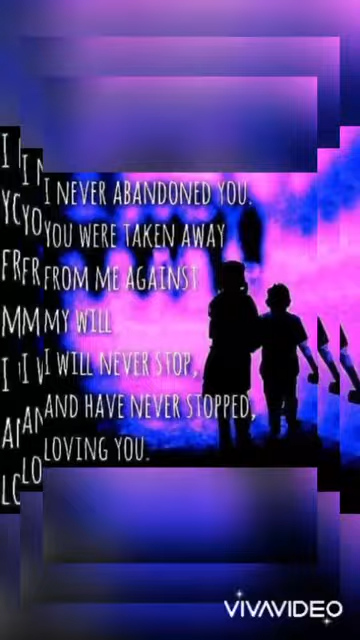 I NEVER ABANDONED YOU.
YOU WERE TAKEN AWAY
FROM ME AGAINST
MY WILL
I WILL NEVER STOP,
AND HAVE NEVER STOPPED,
LOVING YOU.
VIVAVIDEO